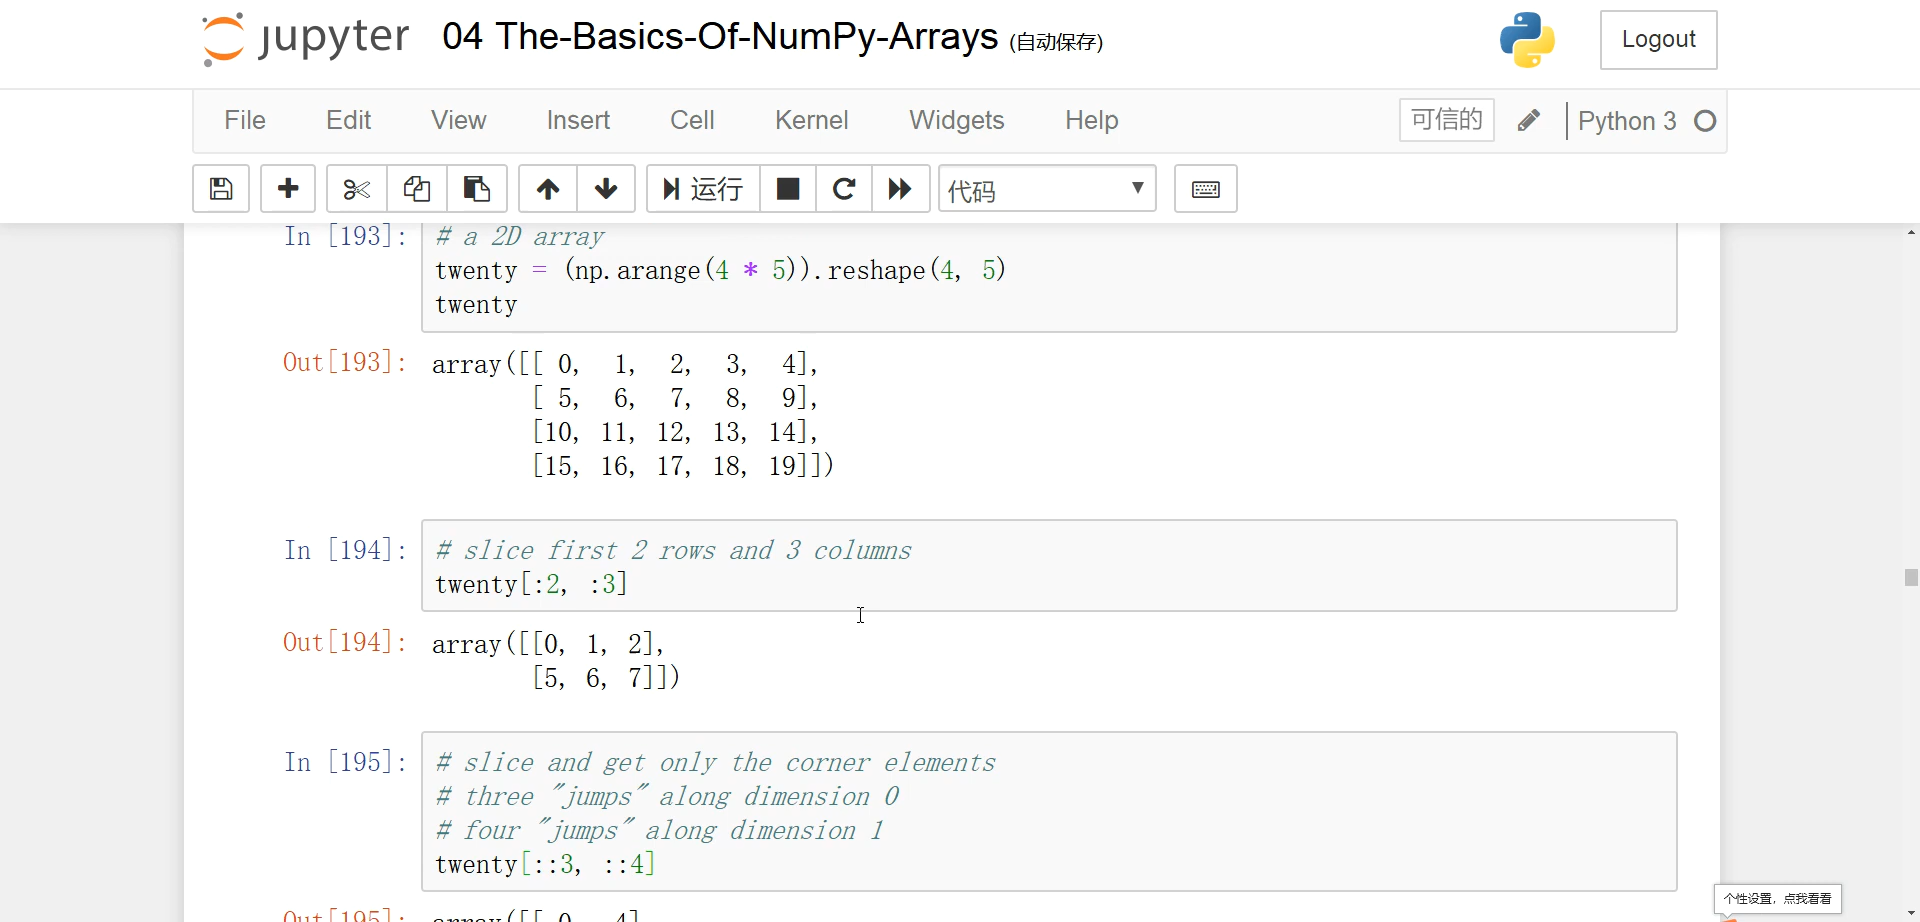 jupyter 04 The-Basics-Of-NumPy-Arrays (自动保存)
Logout
File Edit View Insert Cell Kernel Widgets Help
可信的
Python 3
运行
代码
In [193]: # a 2D array
twenty = (np.arange(4 * 5)).reshape(4, 5)
twenty
Out[193]: array([[ 0, 1, 2, 3, 4],
[ 5, 6, 7, 8, 9],
[10, 11, 12, 13, 14],
[15, 16, 17, 18, 19]])
In [194]: # slice first 2 rows and 3 columns
twenty[:2, :3]
Out[194]: array([[0, 1, 2],
[5, 6, 7]])
In [195]: # slice and get only the corner elements
# three "jumps" along dimension 0
# four "jumps" along dimension 1
twenty[::3, ::4]
Out[195]: array([[ 0, 4],
个性设置，点我看看